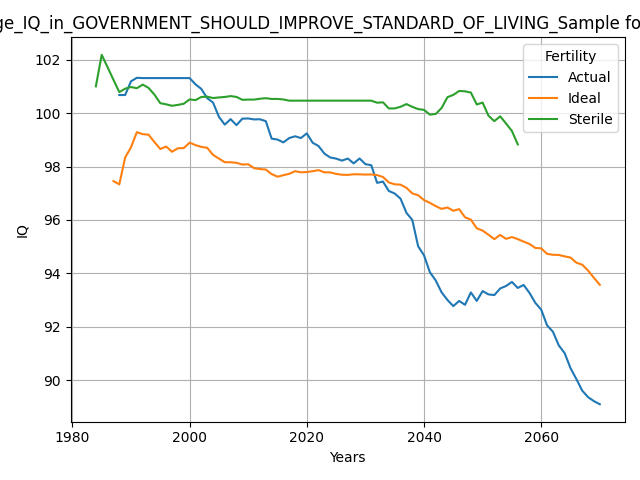 ge_IQ_in_GOVERNMENT_SHOULD_IMPROVE_STANDARD_OF_LIVING_Sample fo
Fertility
Actual
Ideal
Sterile
IQ
102
100
98
96
94
92
90
1980
2000
2020
2040
2060
Years